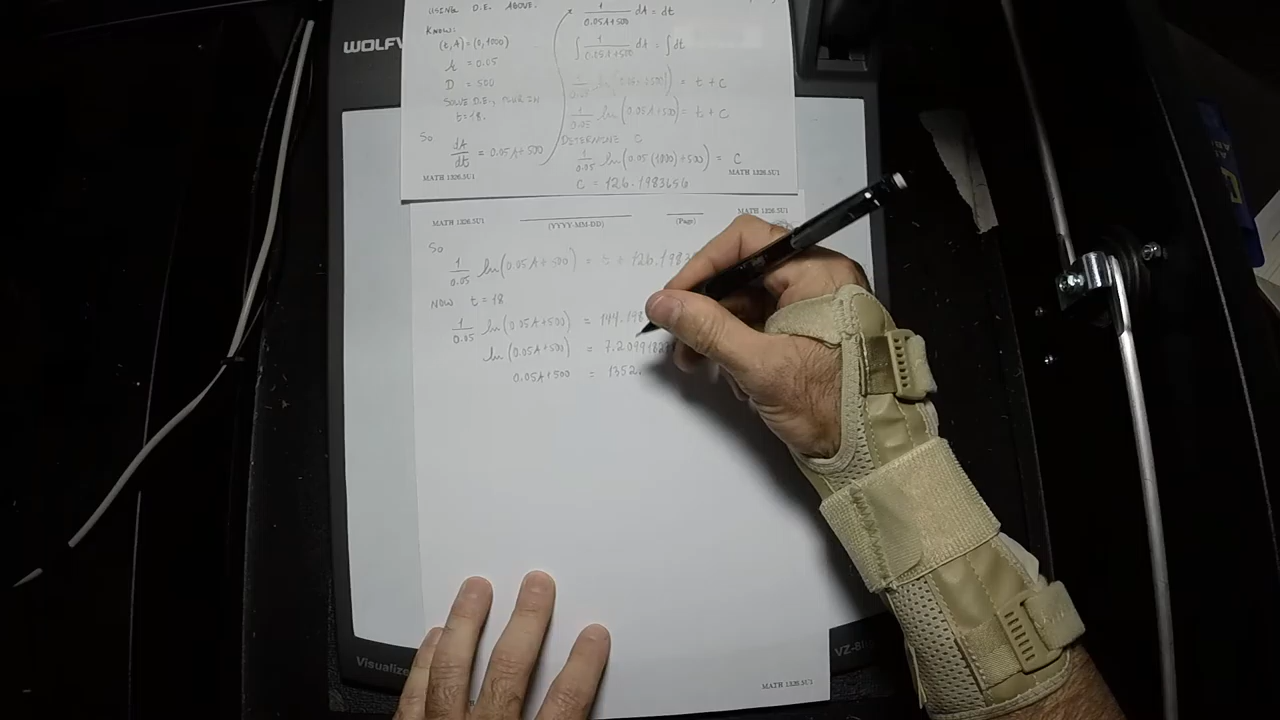 WOLFV
USING D.E. ABOVE.
KNOW:
(t, A) = (0, 1000)
r = 0.05
D = 500
SOLVE D.E., PLUG IN
t = 18.
So
dA/dt = 0.05A+500
MATH 1326.5U1
1/(0.05A+500) dA = dt
∫ 1/(0.05A+500) dA = ∫ dt
= t + C
1/0.05 ln(0.05A+500) = t + C
DETERMINE C
1/0.05 ln(0.05(1000)+500) = C
MATH 1326.5U1
C = 126.1983656
MATH 1326.5U1
(YYYY-MM-DD)
(Page)
MATH 1326.5U1
So
1/0.05 ln(0.05A+500) = t + 126.1983
NOW t = 18
1/0.05 ln(0.05A+500) = 144.198
ln(0.05A+500) = 7.2099182
0.05A+500 = 1352.
Visualize
VZ-8
MATH 1326.5U1